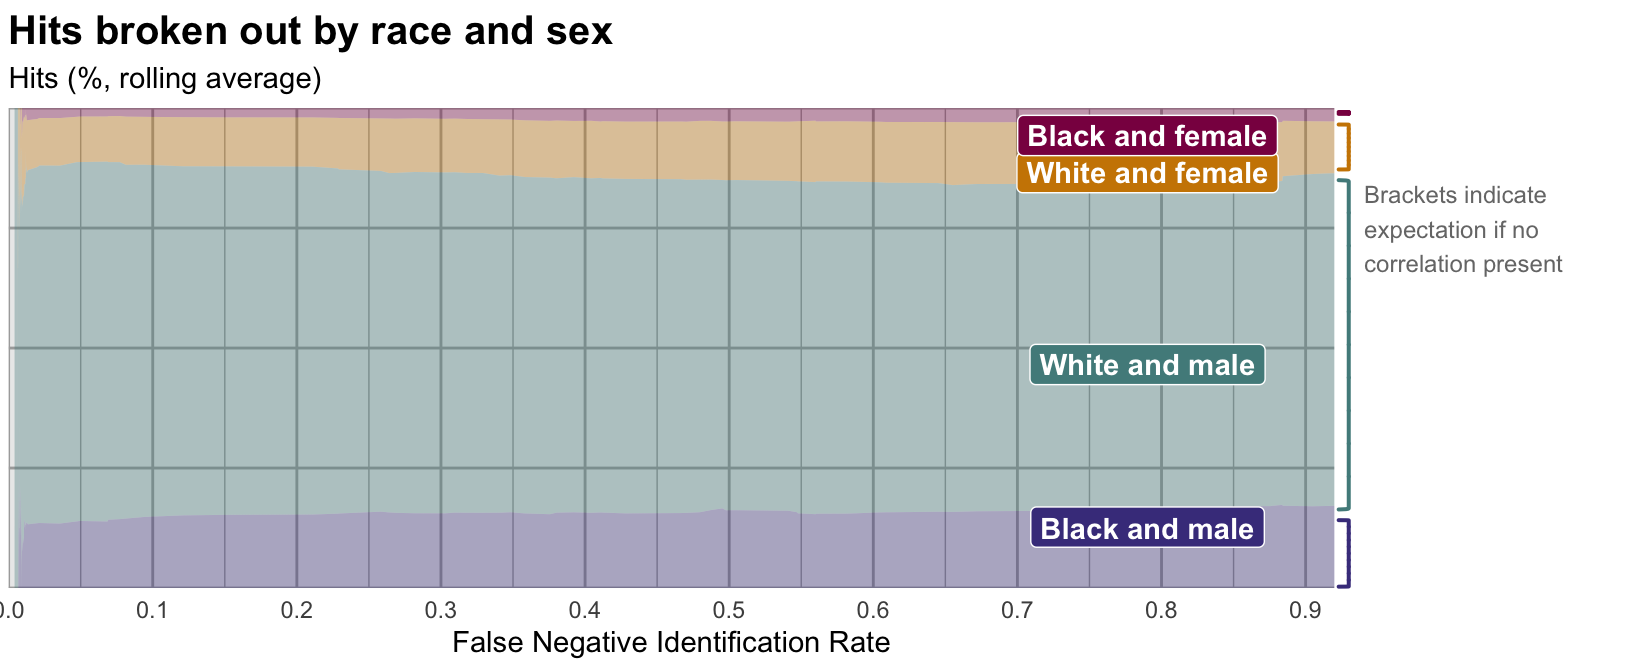 Hits broken out by race and sex
Hits (%, rolling average)
Black and female
White and female
Brackets indicate
expectation if no
correlation present
White and male
Black and male
0.0 0.1 0.2 0.3 0.4 0.5 0.6 0.7 0.8 0.9
False Negative Identification Rate